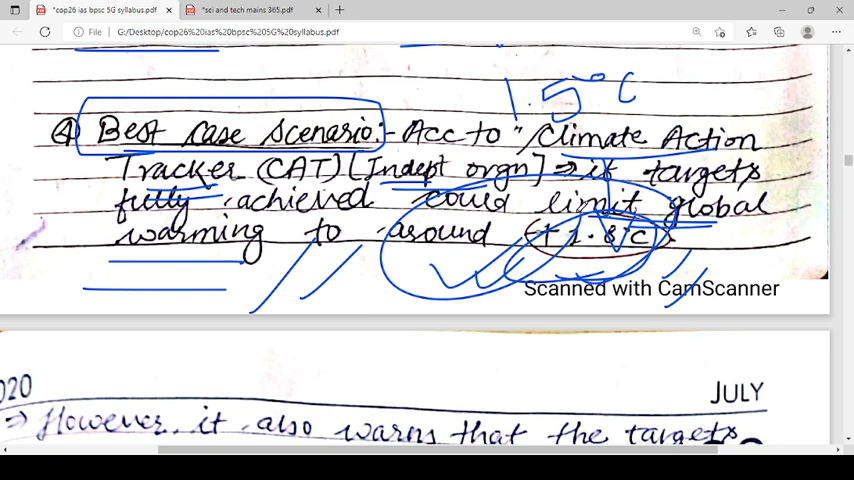 *cop26 ias bpsc 5G syllabus.pdf
*sci and tech mains 365.pdf
File G:/Desktop/cop26%20ias%20bpsc%205G%20syllabus.pdf
1.5°C
④ Best Case Scenario:- Acc to "/Climate Action
Tracker (CAT) [Indept orgn] ⇒ if targets
fully achieved could limit global
warming to around (+1.8°C).
Scanned with CamScanner
020
JULY
⇒ However, it also warns that the targets